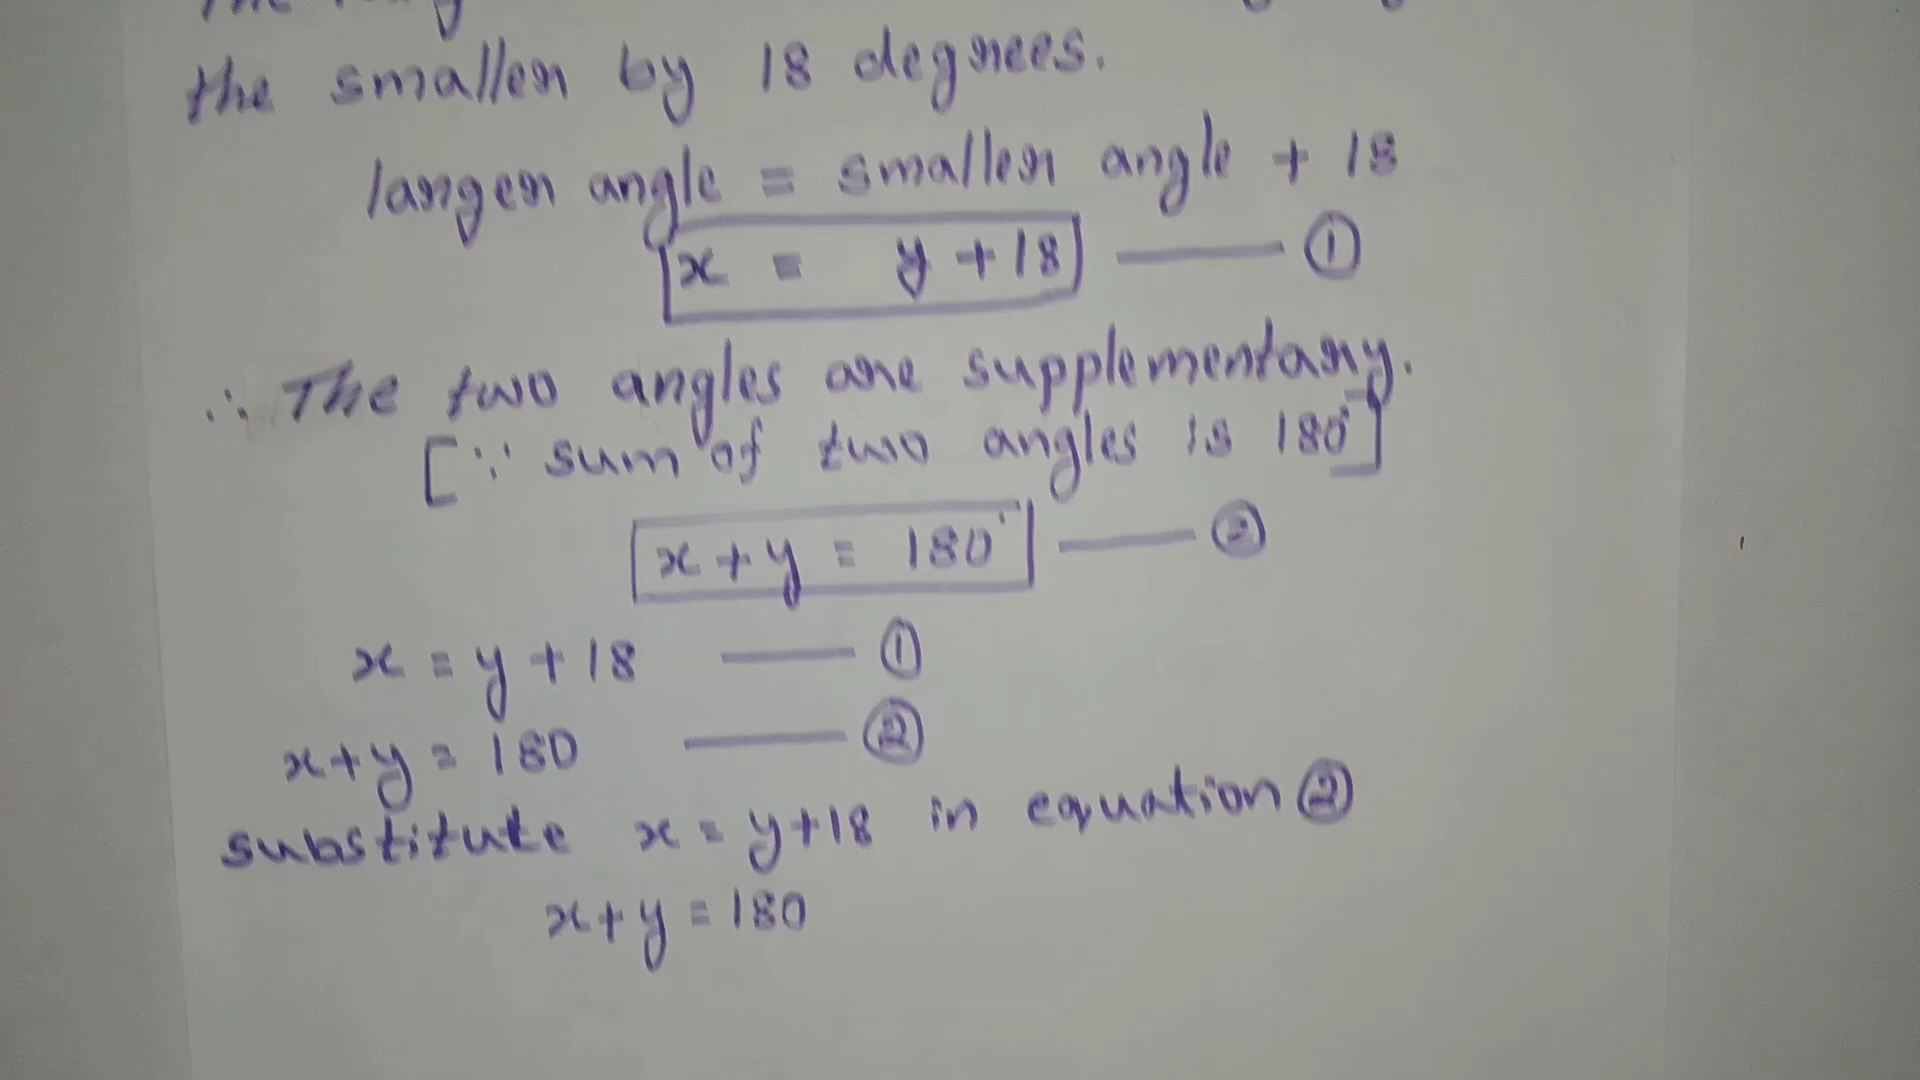 the smaller by 18 degrees.
larger angle = smaller angle + 18
x = y + 18 —— ①
∴ The two angles are supplementary.
[∵ sum of two angles is 180°]
x + y = 180° —— ②
x = y + 18 —— ①
x + y = 180 —— ②
substitute x = y + 18 in equation ②
x + y = 180